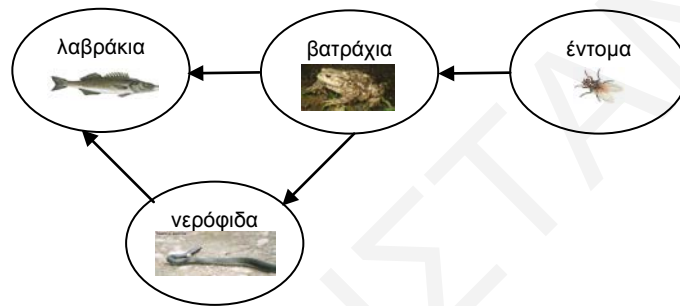 λαβράκια
βατράχια
έντομα
νερόφιδα